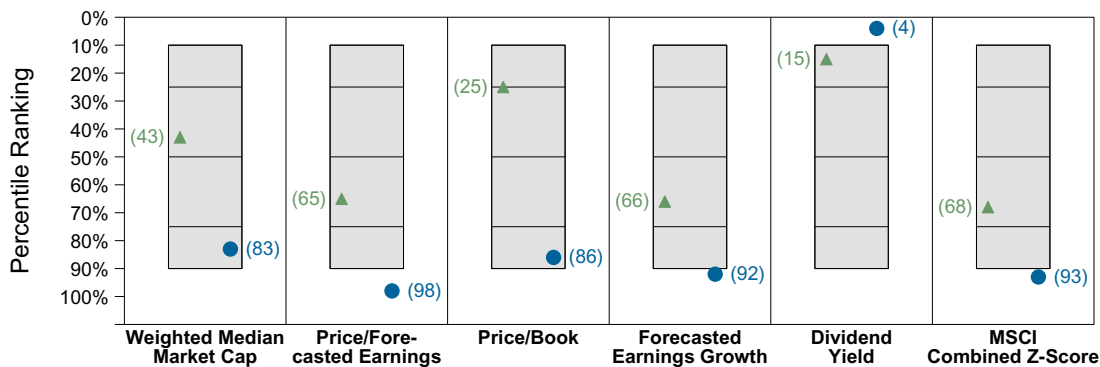 Percentile Ranking
0%
10%
20%
30%
40%
50%
60%
70%
80%
90%
100%
(43)
(83)
(65)
(98)
(25)
(86)
(66)
(92)
(15)
(4)
(68)
(93)
Weighted Median
Market Cap
Price/Fore-
casted Earnings
Price/Book
Forecasted
Earnings Growth
Dividend
Yield
MSCI
Combined Z-Score